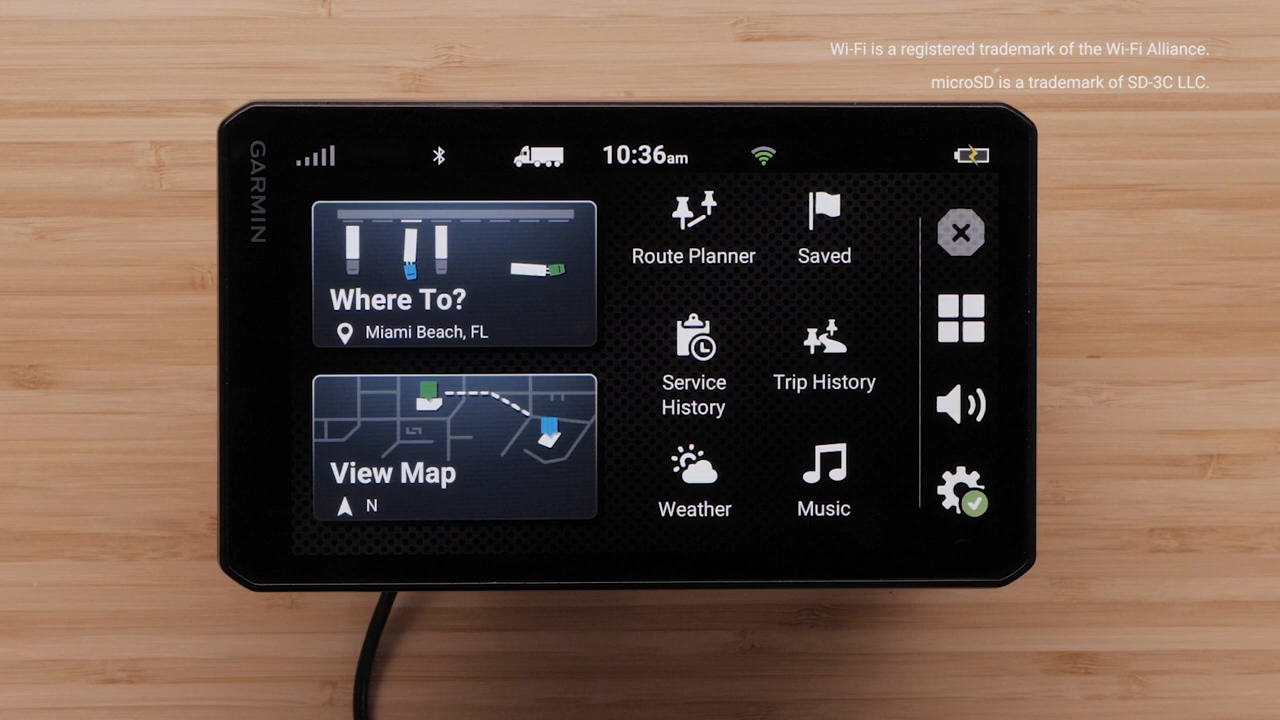 Wi-Fi is a registered trademark of the Wi-Fi Alliance.
microSD is a trademark of SD-3C LLC.
GARMIN
10:36am
Where To?
Miami Beach, FL
View Map
N
Route Planner
Saved
Service
History
Trip History
Weather
Music